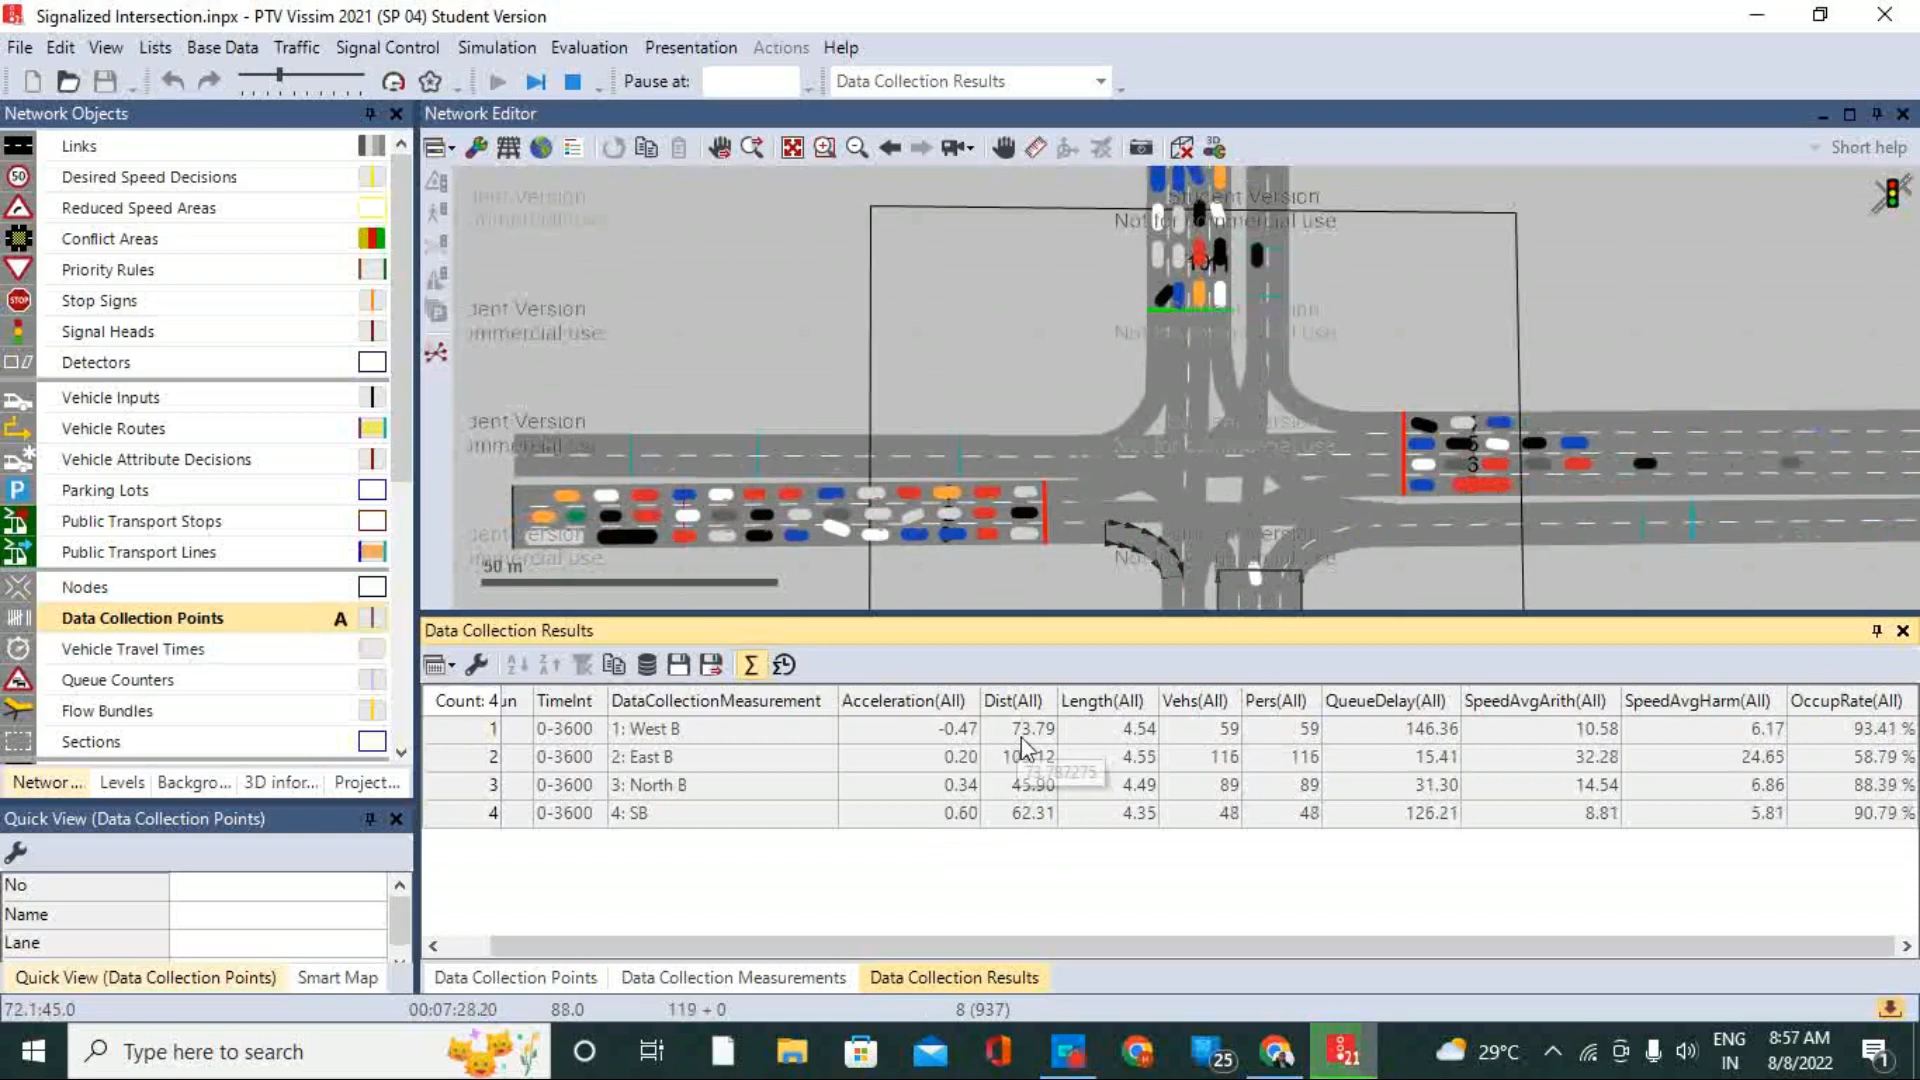 Signalized Intersection.inpx - PTV Vissim 2021 (SP 04) Student Version
File Edit View Lists Base Data Traffic Signal Control Simulation Evaluation Presentation Actions Help
Pause at: Data Collection Results
Network Objects
Network Editor
Short help
Links
50 Desired Speed Decisions
Reduced Speed Areas
Conflict Areas
Priority Rules
STOP Stop Signs
Signal Heads
Detectors
Vehicle Inputs
Vehicle Routes
Vehicle Attribute Decisions
P Parking Lots
Public Transport Stops
Public Transport Lines
Nodes
Data Collection Points A
Vehicle Travel Times
Queue Counters
Flow Bundles
Sections
Networ... Levels Backgro... 3D infor... Project...
Student Version
Not for commercial use
50 m
Data Collection Results
Count: 4 un TimeInt DataCollectionMeasurement Acceleration(All) Dist(All) Length(All) Vehs(All) Pers(All) QueueDelay(All) SpeedAvgArith(All) SpeedAvgHarm(All) OccupRate(All)
1 0-3600 1: West B -0.47 73.79 4.54 59 59 146.36 10.58 6.17 93.41 %
2 0-3600 2: East B 0.20 4.55 116 116 15.41 32.28 24.65 58.79 %
73.787275
3 0-3600 3: North B 0.34 45.90 4.49 89 89 31.30 14.54 6.86 88.39 %
4 0-3600 4: SB 0.60 62.31 4.35 48 48 126.21 8.81 5.81 90.79 %
Quick View (Data Collection Points)
No
Name
Lane
Quick View (Data Collection Points) Smart Map
Data Collection Points Data Collection Measurements Data Collection Results
72.1:45.0 00:07:28.20 88.0 119 + 0 8 (937)
Type here to search
25
21
29°C
ENG
IN
8:57 AM
8/8/2022
1